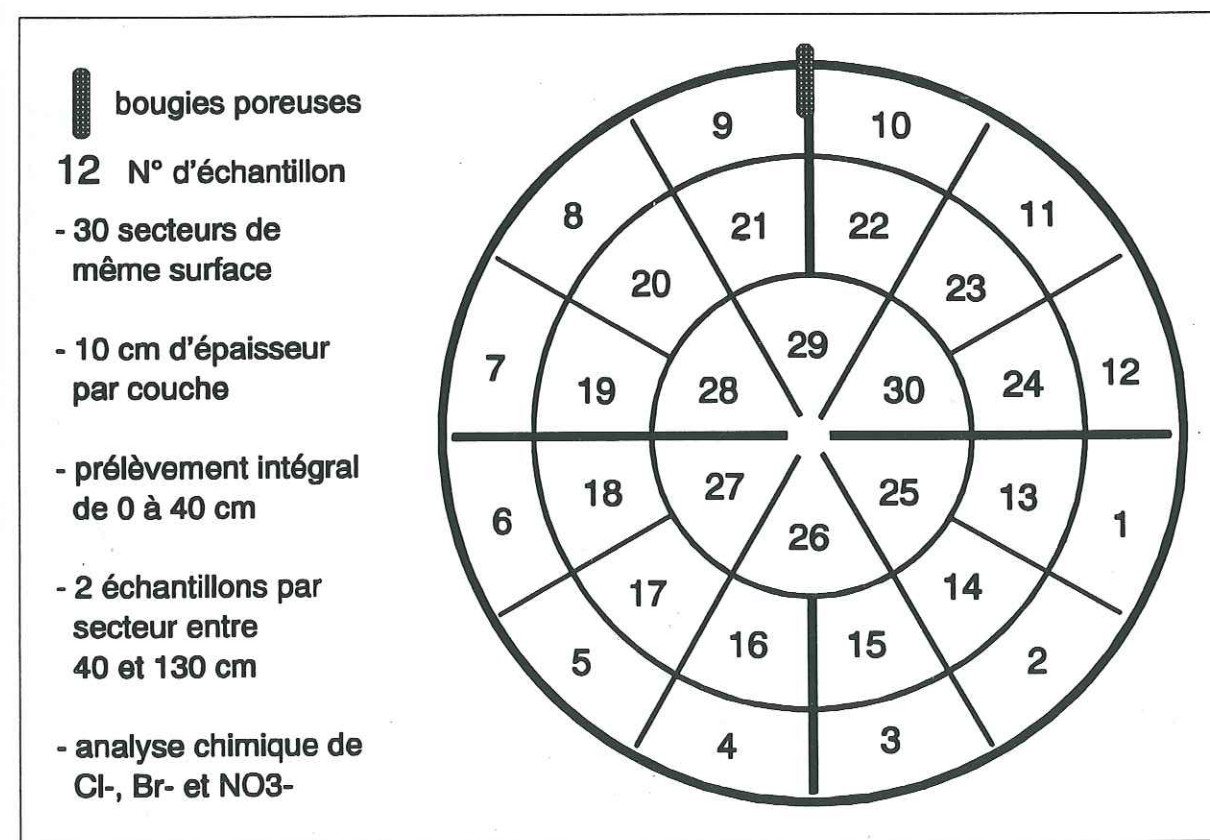 bougies poreuses
12 N° d'échantillon
- 30 secteurs de
même surface
- 10 cm d'épaisseur
par couche
- prélèvement intégral
de 0 à 40 cm
- 2 échantillons par
secteur entre
40 et 130 cm
- analyse chimique de
Cl-, Br- et NO3-
9 10
8 21 22 11
20 23
7 19 28 29 30 24 12
6 18 27 26 25 13 1
17 14
5 16 15 2
4 3